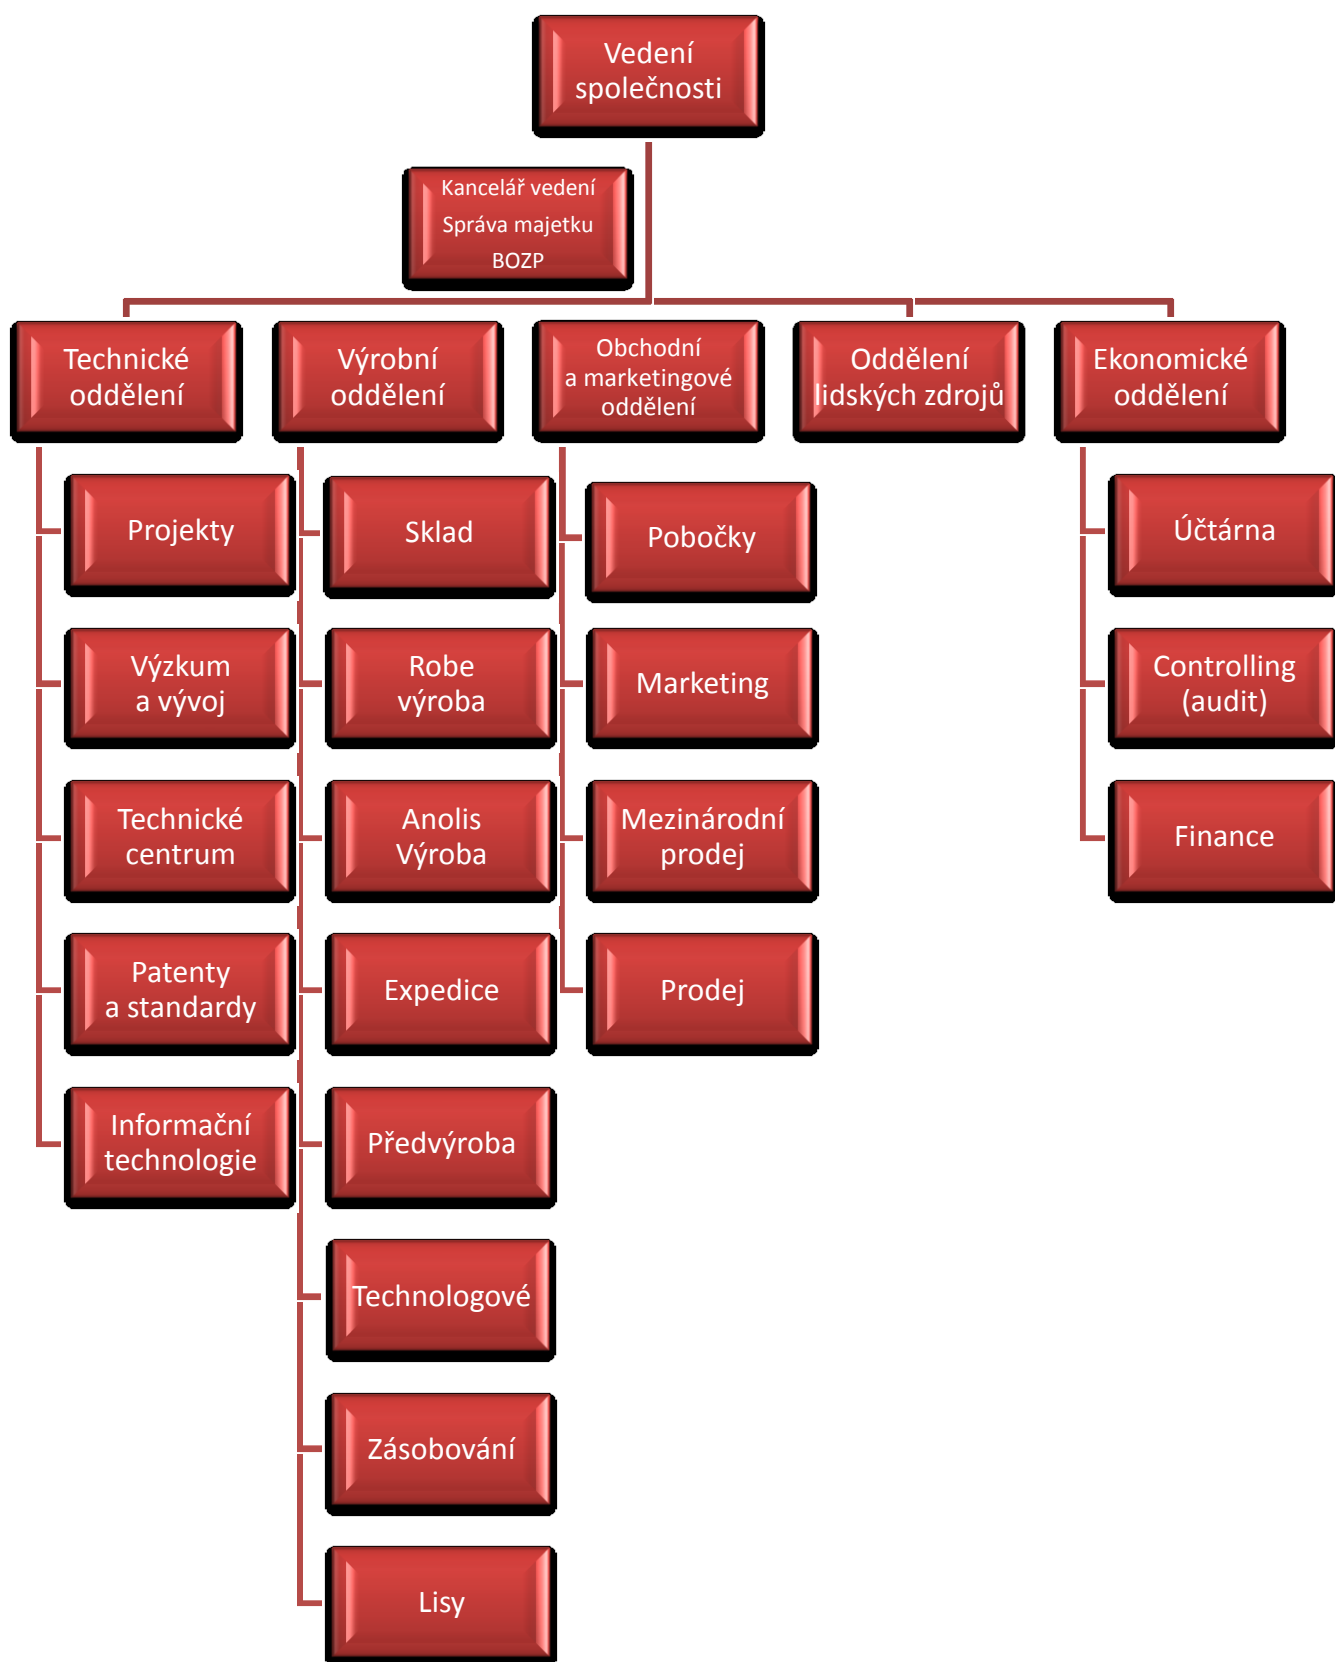 Vedení
společnosti
Kancelář vedení
Správa majetku
BOZP
Technické
oddělení
Výrobní
oddělení
Obchodní
a marketingové
oddělení
Oddělení
lidských zdrojů
Ekonomické
oddělení
Projekty
Výzkum
a vývoj
Technické
centrum
Patenty
a standardy
Informační
technologie
Sklad
Robe
výroba
Anolis
Výroba
Expedice
Předvýroba
Technologové
Zásobování
Lisy
Pobočky
Marketing
Mezinárodní
prodej
Prodej
Účtárna
Controlling
(audit)
Finance